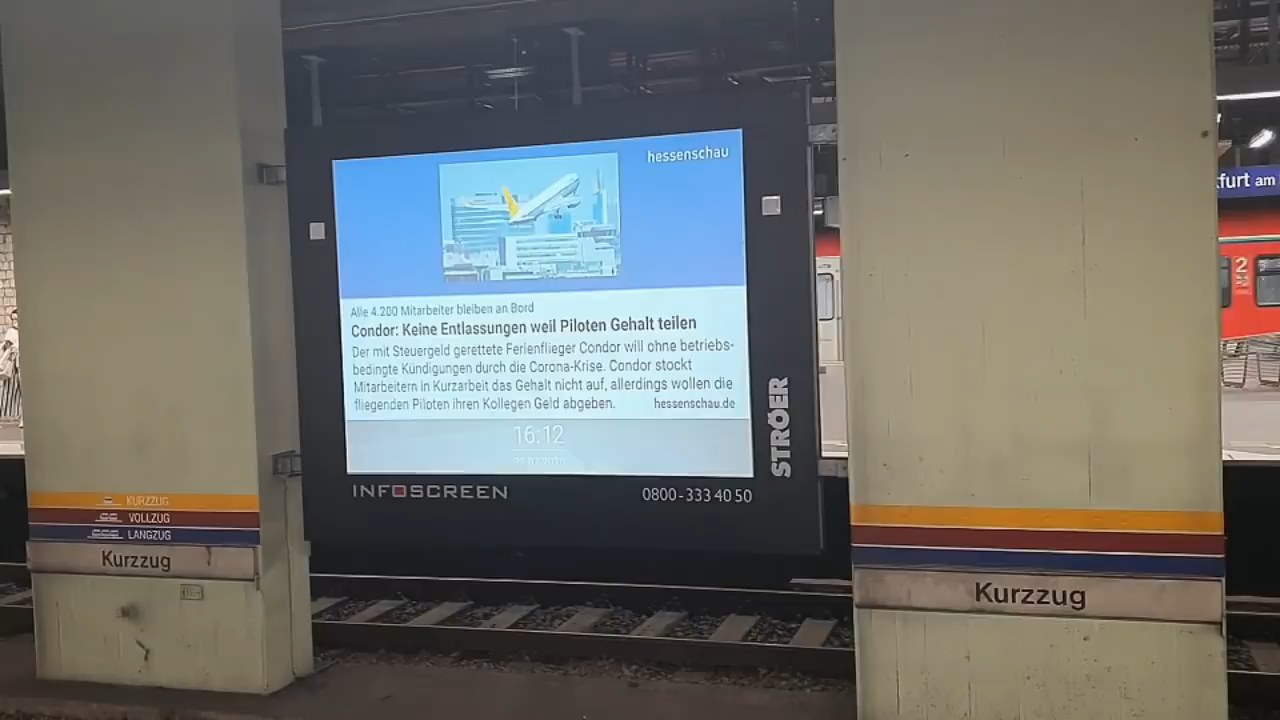 hessenschau
Alle 4.200 Mitarbeiter bleiben an Bord
Condor: Keine Entlassungen weil Piloten Gehalt teilen
Der mit Steuergeld gerettete Ferienflieger Condor will ohne betriebs-
bedingte Kündigungen durch die Corona-Krise. Condor stockt
Mitarbeitern in Kurzarbeit das Gehalt nicht auf, allerdings wollen die
fliegenden Piloten ihren Kollegen Geld abgeben. hessenschau.de
16:12
INFOSCREEN
0800-333 40 50
STRÖER
KURZZUG
VOLLZUG
LANGZUG
Kurzzug
Kurzzug
furt am
2